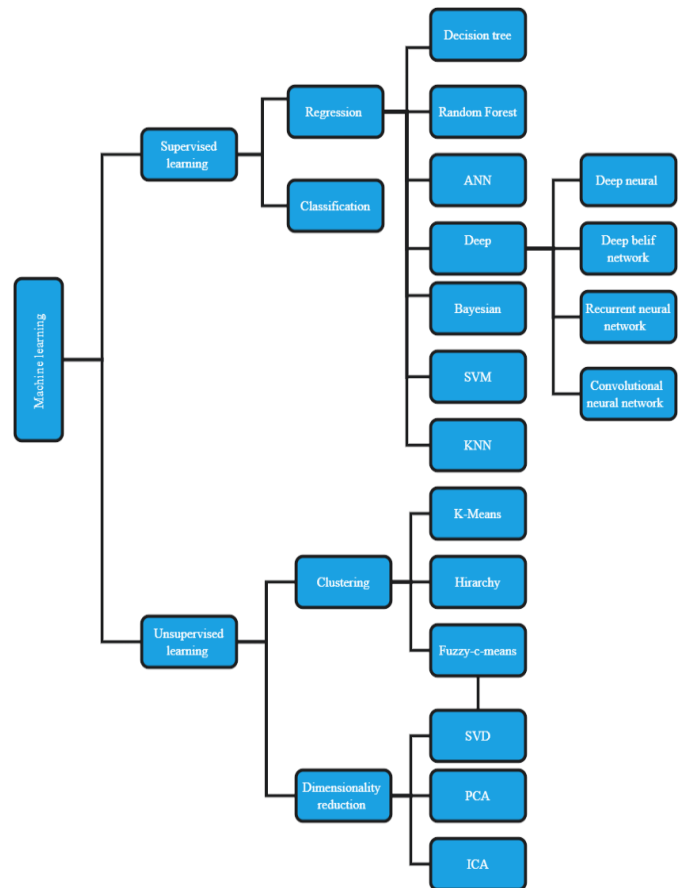 Machine learning
Supervised
learning
Regression
Classification
Decision tree
Random Forest
ANN
Deep
Bayesian
SVM
KNN
Deep neural
Deep belif
network
Recurrent neural
network
Convolutional
neural network
Unsupervised
learning
Clustering
K-Means
Hirarchy
Fuzzy-c-means
Dimensionality
reduction
SVD
PCA
ICA